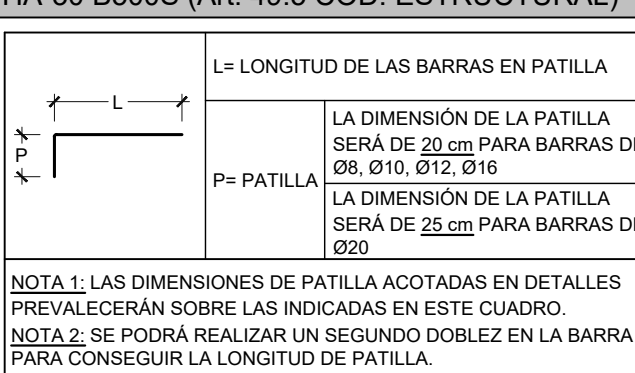 L= LONGITUD DE LAS BARRAS EN PATILLA
L
P
P= PATILLA
LA DIMENSIÓN DE LA PATILLA
SERÁ DE 20 cm PARA BARRAS
Ø8, Ø10, Ø12, Ø16
LA DIMENSIÓN DE LA PATILLA
SERÁ DE 25 cm PARA BARRAS
Ø20
NOTA 1: LAS DIMENSIONES DE PATILLA ACOTADAS EN DETALLES
PREVALECERÁN SOBRE LAS INDICADAS EN ESTE CUADRO.
NOTA 2: SE PODRÁ REALIZAR UN SEGUNDO DOBLEZ EN LA BARRA
PARA CONSEGUIR LA LONGITUD DE PATILLA.